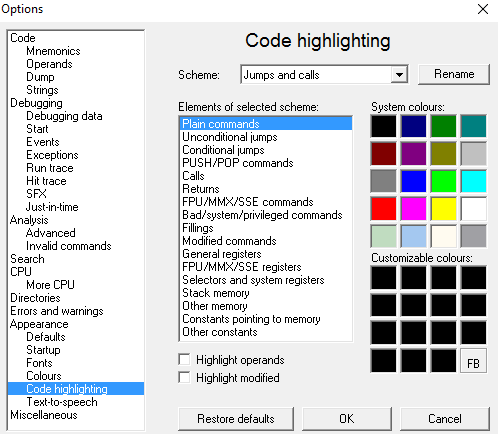 Options
Code
Mnemonics
Operands
Dump
Strings
Debugging
Debugging data
Start
Events
Exceptions
Run trace
Hit trace
SFX
Just-in-time
Analysis
Advanced
Invalid commands
Search
CPU
More CPU
Directories
Errors and warnings
Appearance
Defaults
Startup
Fonts
Colours
Code highlighting
Text-to-speech
Miscellaneous
Code highlighting
Scheme: Jumps and calls Rename
Elements of selected scheme:
Plain commands
Unconditional jumps
Conditional jumps
PUSH/POP commands
Calls
Returns
FPU/MMX/SSE commands
Bad/system/privileged commands
Fillings
Modified commands
General registers
FPU/MMX/SSE registers
Selectors and system registers
Stack memory
Other memory
Constants pointing to memory
Other constants
Highlight operands
Highlight modified
System colours:
Customizable colours:
FB
Restore defaults OK Cancel